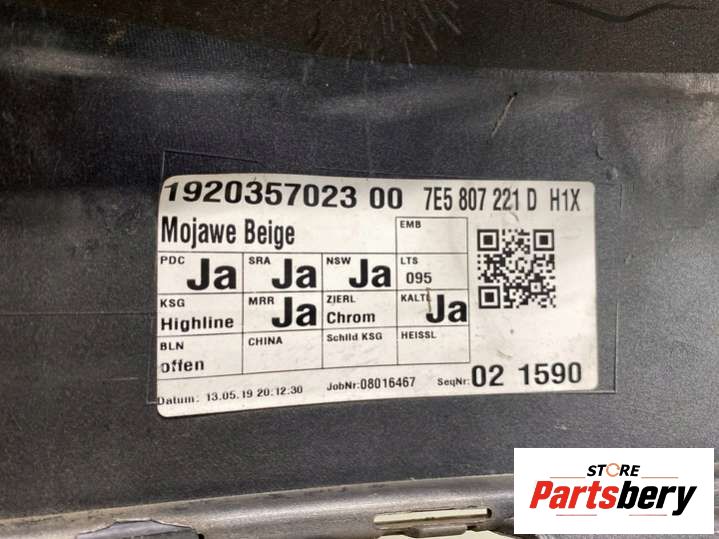 1920357023 00 7E5 807 221 D H1X
Mojawe Beige EMB
PDC Ja SRA Ja NSW Ja LTS 095
KSG Highline MRR Ja ZIERL Chrom KALTL Ja
BLN offen CHINA Schild KSG HEISSL
Datum: 13.05.19 20:12:30 JobNr:08016467 SeqNr: 02 1590
STORE
Partsbery